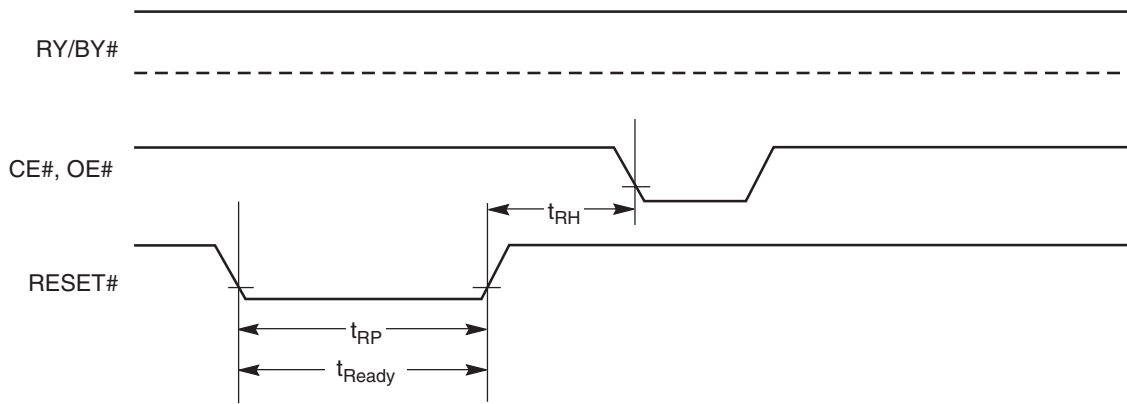 RY/BY#
CE#, OE#
tRH
RESET#
tRP
tReady